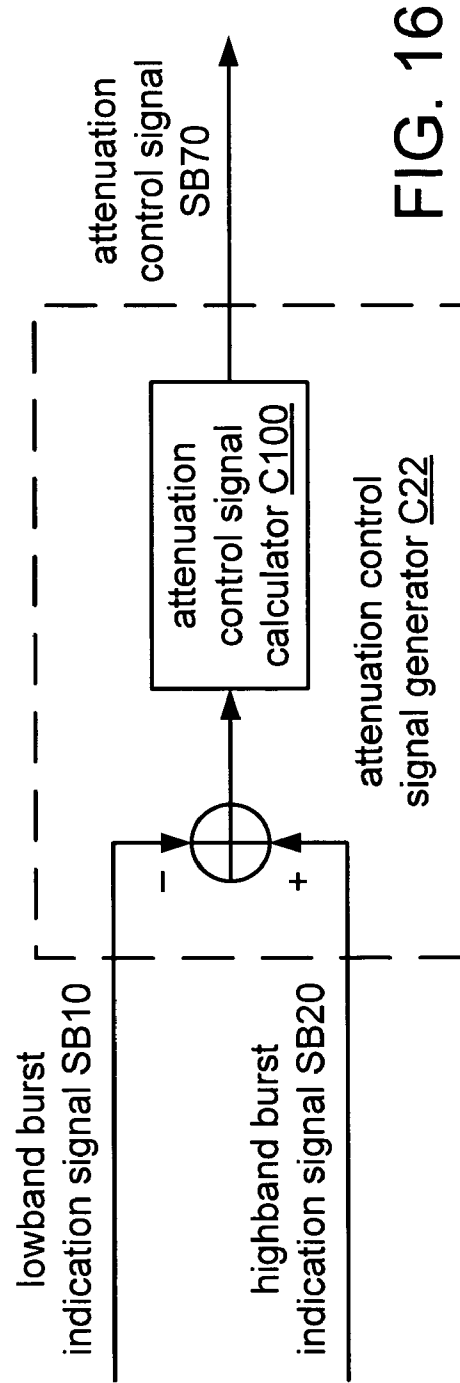 lowband burst
indication signal SB10
highband burst
indication signal SB20
–
+
attenuation
control signal
calculator C100
attenuation control
signal generator C22
attenuation
control signal
SB70
FIG. 16